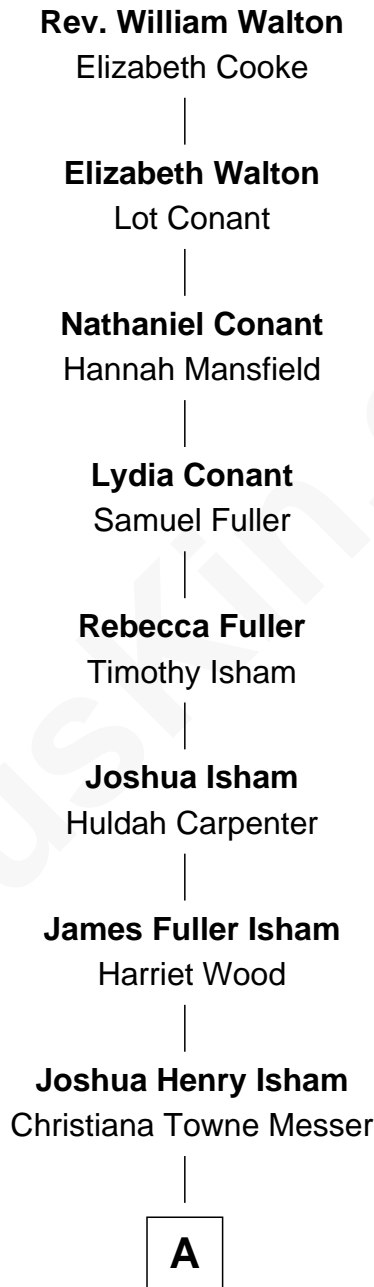 Rev. William Walton
Elizabeth Cooke
Elizabeth Walton
Lot Conant
Nathaniel Conant
Hannah Mansfield
Lydia Conant
Samuel Fuller
Rebecca Fuller
Timothy Isham
Joshua Isham
Huldah Carpenter
James Fuller Isham
Harriet Wood
Joshua Henry Isham
Christiana Towne Messer
A